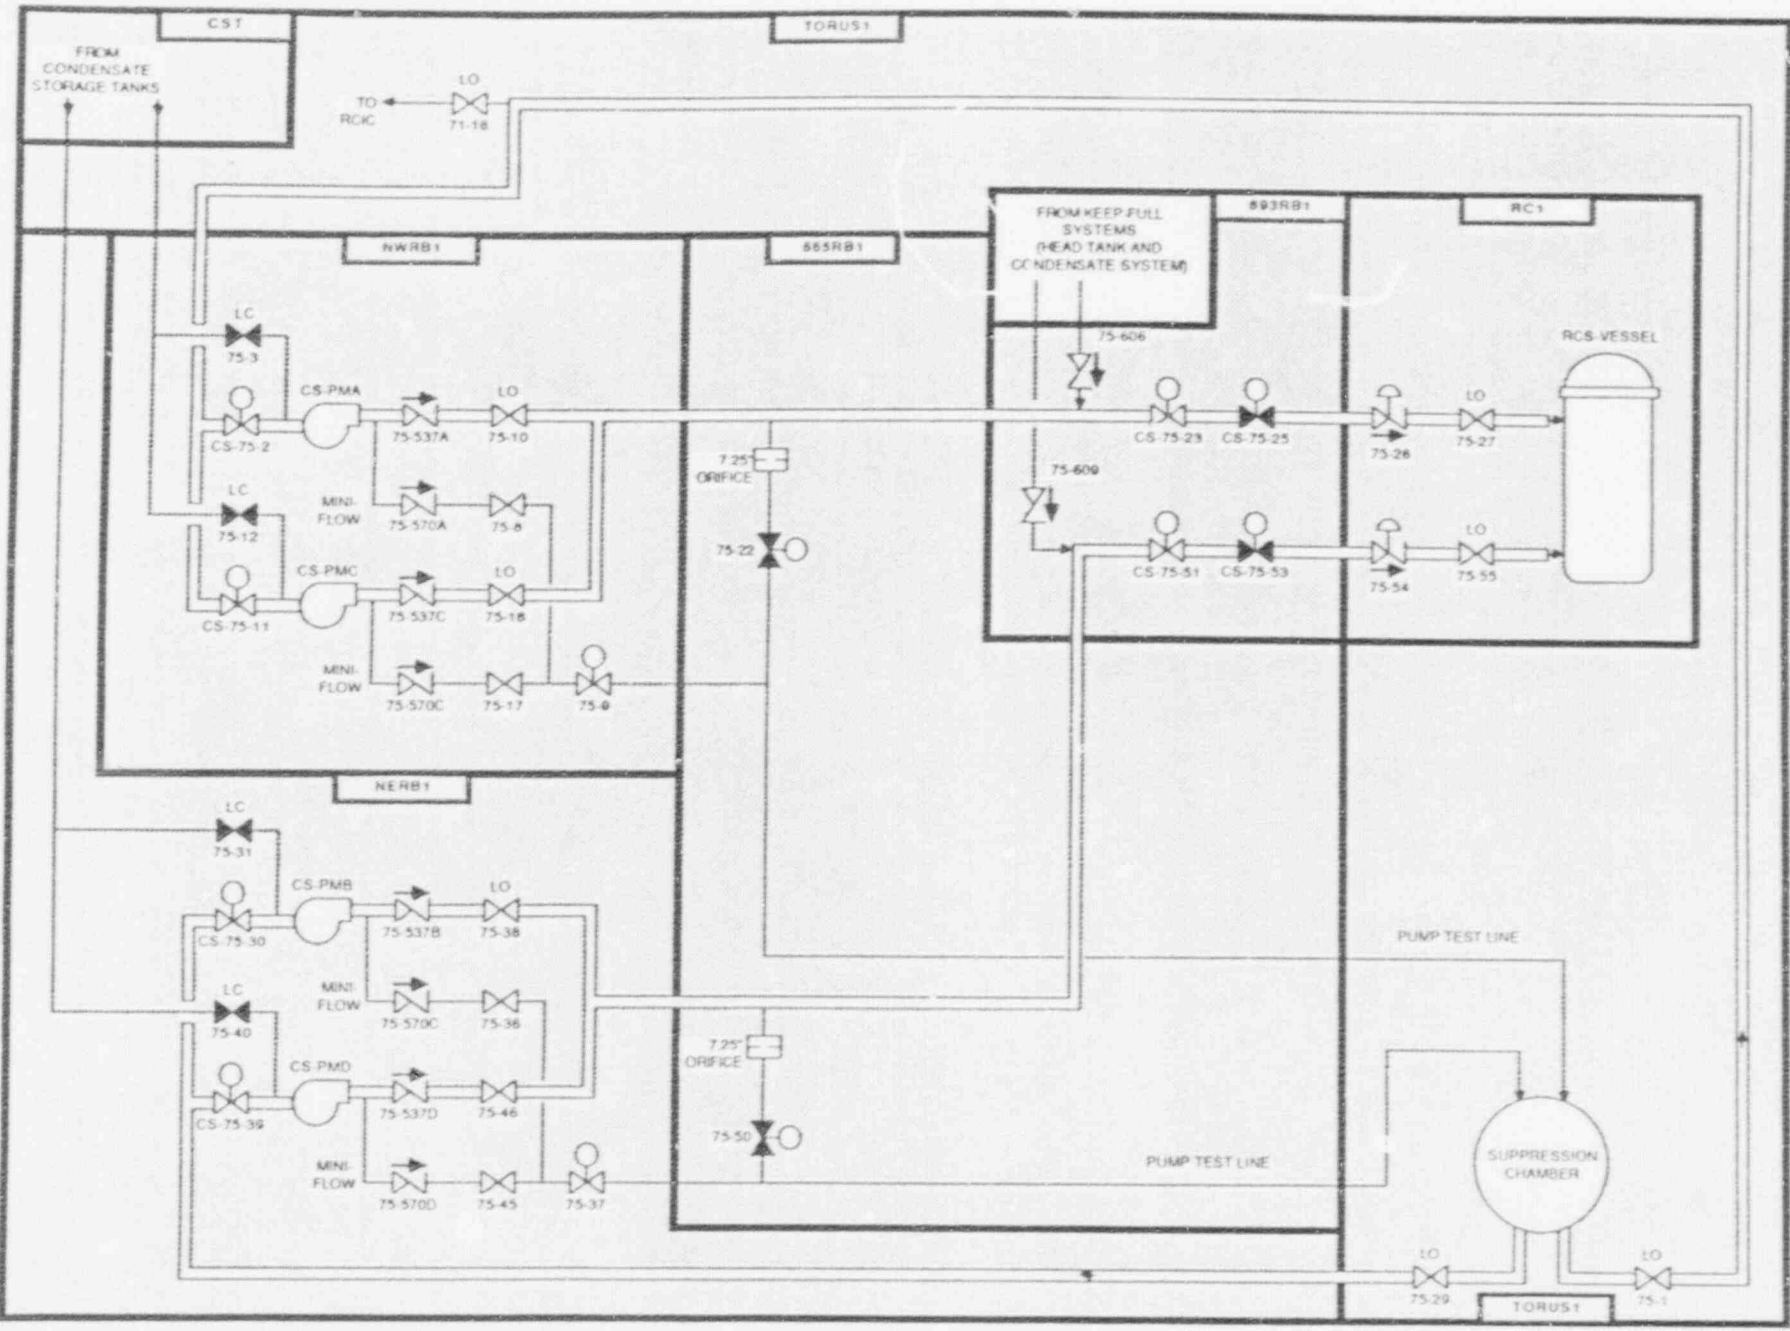 CST
TORUS1
FROM
CONDENSATE
STORAGE TANKS
LO
TO
RCIC
71-18
NWRB1
565RB1
FROM KEEP-FULL
SYSTEMS
(HEAD TANK AND
CONDENSATE SYSTEM)
593RB1
RC1
LC
75-3
75-606
RCS-VESSEL
CS-PMA
LO
CS-75-2
75-537A
75-10
CS-75-23
CS-75-25
75-26
LO
75-27
7.25"
ORIFICE
75-609
LC
75-12
MINI-
FLOW
75-570A
75-8
75-22
CS-PMC
LO
CS-75-11
75-537C
75-18
CS-75-51
CS-75-53
75-54
LO
75-55
MINI-
FLOW
75-570C
75-17
75-9
NERB1
LC
75-31
CS-PMB
LO
CS-75-30
75-537B
75-38
PUMP TEST LINE
LC
75-40
MINI-
FLOW
75-570C
75-36
7.25"
ORIFICE
CS-PMD
CS-75-39
75-537D
75-46
75-50
MINI-
FLOW
75-570D
75-45
75-37
PUMP TEST LINE
SUPPRESSION
CHAMBER
LO
75-29
LO
75-1
TORUS1